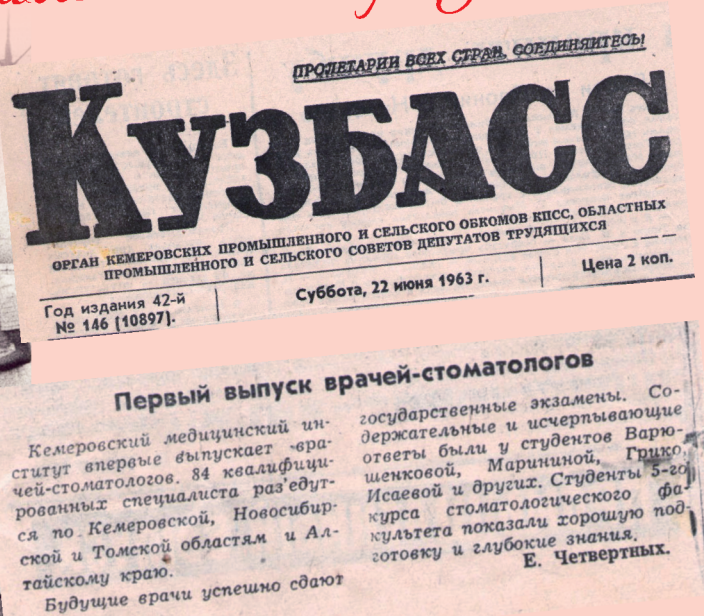 ПРОЛЕТАРИИ ВСЕХ СТРАН, СОЕДИНЯЙТЕСЬ!
КУЗБАСС
ОРГАН КЕМЕРОВСКИХ ПРОМЫШЛЕННОГО И СЕЛЬСКОГО ОБКОМОВ КПСС, ОБЛАСТНЫХ
ПРОМЫШЛЕННОГО И СЕЛЬСКОГО СОВЕТОВ ДЕПУТАТОВ ТРУДЯЩИХСЯ
Год издания 42-й
№ 146 (10897).
Суббота, 22 июня 1963 г.
Цена 2 коп.
Первый выпуск врачей-стоматологов
Кемеровский медицинский ин-
ститут впервые выпускает вра-
чей-стоматологов. 84 квалифици-
рованных специалиста раз'едут-
ся по Кемеровской, Новосибир-
ской и Томской областям и Ал-
тайскому краю.
Будущие врачи успешно сдают
государственные экзамены. Со-
держательные и исчерпывающие
ответы были у студентов Варю-
шенковой, Марининой, Грико,
Исаевой и других. Студенты 5-го
курса стоматологического фа-
культета показали хорошую под-
готовку и глубокие знания.
Е. Четвертных.